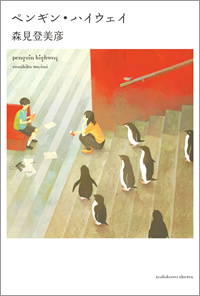 ペンギン・ハイウェイ
森見登美彦
penguin highway
tomihiko morimi
kadokawa shoten